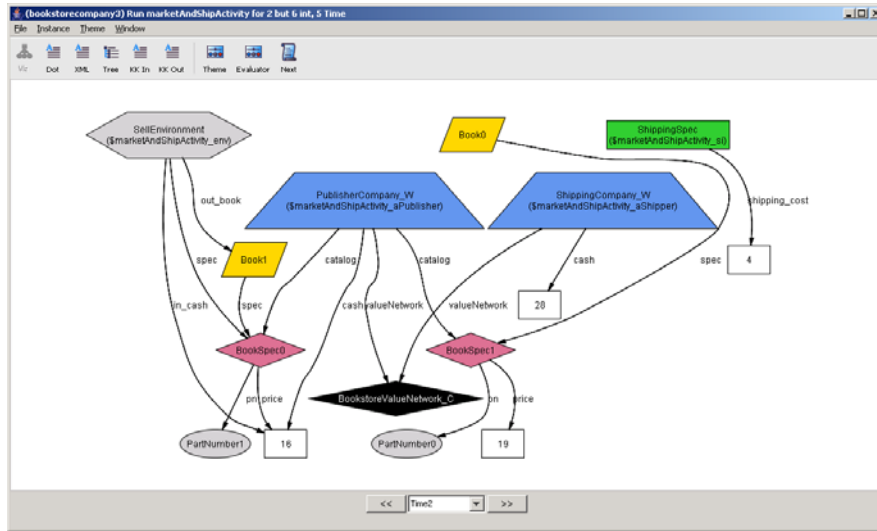 (bookstorecompany3) Run marketAndShipActivity for 2 but 6 int, 5 Time
File Instance Theme Window
Viz Dot XML Tree KK In KK Out Theme Evaluator Next
SellEnvironment
($marketAndShipActivity_env)
Book0
ShippingSpec
($marketAndShipActivity_si)
PublisherCompany_W
($marketAndShipActivity_aPublisher)
ShippingCompany_W
($marketAndShipActivity_aShipper)
out_book
shipping_cost
Book1
spec
catalog
catalog
cash
spec
4
in_cash
spec
cash
valueNetwork
valueNetwork
28
BookSpec0
BookSpec1
pn
price
BookstoreValueNetwork_C
pn
price
PartNumber1
16
PartNumber0
19
<<
Time2
>>